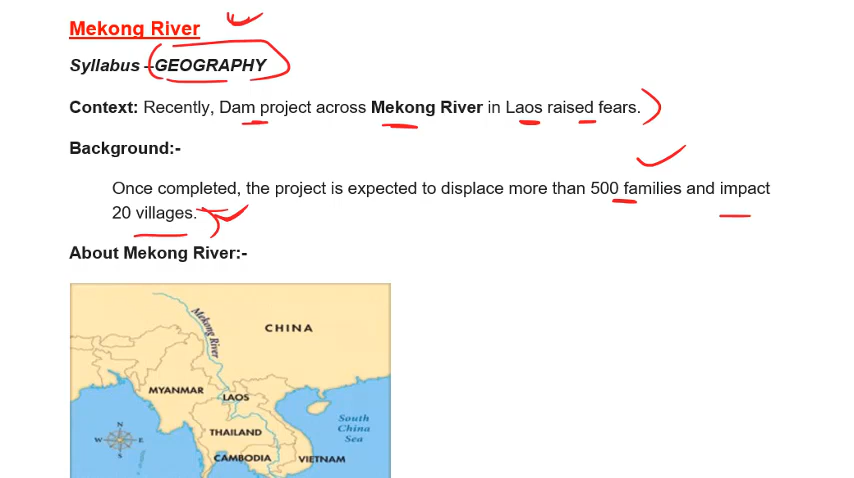 Mekong River
Syllabus –GEOGRAPHY
Context: Recently, Dam project across Mekong River in Laos raised fears.
Background:-
Once completed, the project is expected to displace more than 500 families and impact
20 villages.
About Mekong River:-
Mekong River
CHINA
MYANMAR
LAOS
South
China
Sea
THAILAND
N
W
E
S
CAMBODIA
VIETNAM